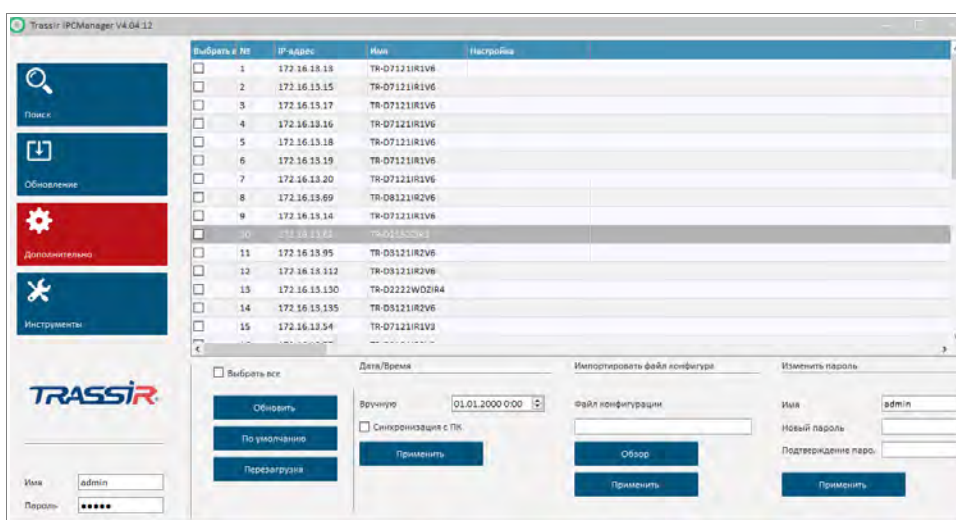 Trassir IPCManager V4.04.12
Поиск
Обновление
Дополнительно
Инструменты
TRASSIR
Имя admin
Пароль •••••
Выбрать в № IP-адрес Имя Настройка
1 172.16.13.13 TR-D7121IR1V6
2 172.16.13.15 TR-D7121IR1V6
3 172.16.13.17 TR-D7121IR1V6
4 172.16.13.16 TR-D7121IR1V6
5 172.16.13.18 TR-D7121IR1V6
6 172.16.13.19 TR-D7121IR1V6
7 172.16.13.20 TR-D7121IR1V6
8 172.16.13.69 TR-D8121IR2V6
9 172.16.13.14 TR-D7121IR1V6
10
11 172.16.13.95 TR-D3121IR2V6
12 172.16.13.112 TR-D3121IR2V6
13 172.16.13.130 TR-D2222WDZIR4
14 172.16.13.135 TR-D3121IR2V6
15 172.16.13.54 TR-D7121IR1V3
Выбрать все
Обновить
По умолчанию
Перезагрузка
Дата/Время
Вручную 01.01.2000 0:00
Синхронизация с ПК
Применить
Импортировать файл конфигура
Файл конфигурации
Обзор
Применить
Изменить пароль
Имя admin
Новый пароль
Подтверждение паро.
Применить